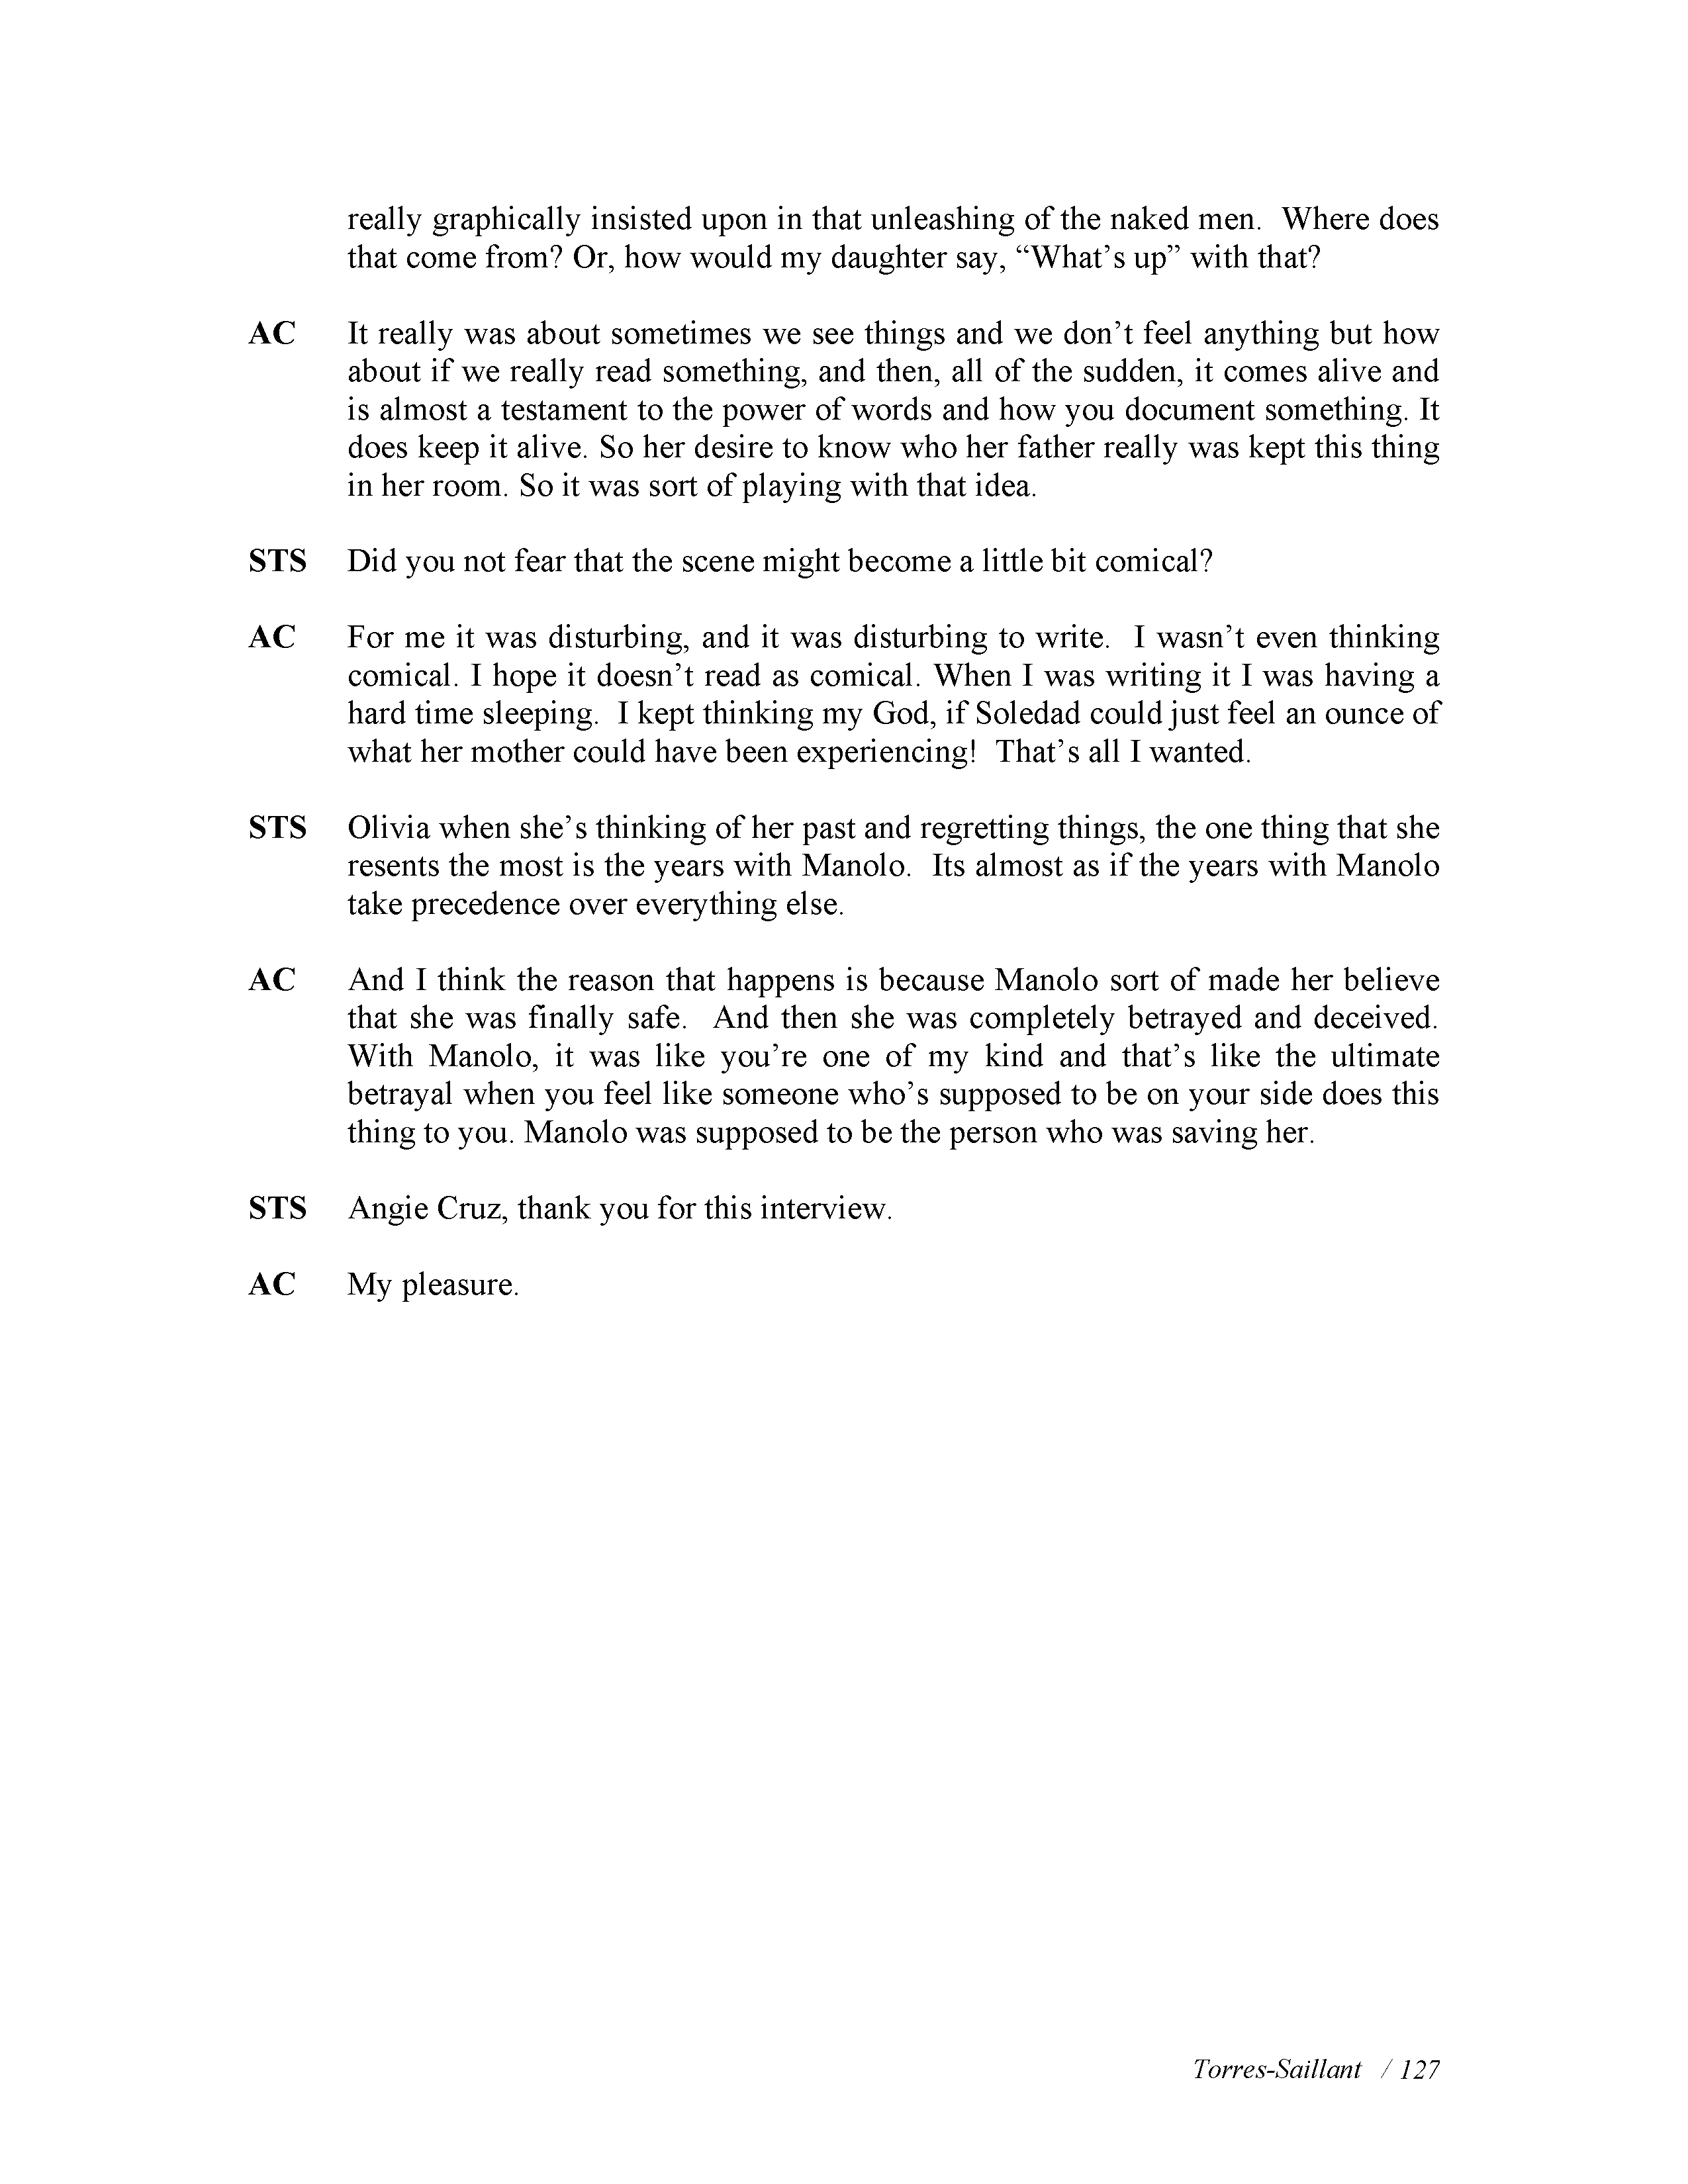 really graphically insisted upon in that unleashing of the naked men.  Where does
that come from? Or, how would my daughter say, “What’s up” with that?
AC It really was about sometimes we see things and we don’t feel anything but how
about if we really read something, and then, all of the sudden, it comes alive and
is almost a testament to the power of words and how you document something. It
does keep it alive. So her desire to know who her father really was kept this thing
in her room. So it was sort of playing with that idea.
STS Did you not fear that the scene might become a little bit comical?
AC For me it was disturbing, and it was disturbing to write.  I wasn’t even thinking
comical. I hope it doesn’t read as comical. When I was writing it I was having a
hard time sleeping.  I kept thinking my God, if Soledad could just feel an ounce of
what her mother could have been experiencing!  That’s all I wanted.
STS Olivia when she’s thinking of her past and regretting things, the one thing that she
resents the most is the years with Manolo.  Its almost as if the years with Manolo
take precedence over everything else.
AC And I think the reason that happens is because Manolo sort of made her believe
that she was finally safe.  And then she was completely betrayed and deceived.
With Manolo, it was like you’re one of my kind and that’s like the ultimate
betrayal when you feel like someone who’s supposed to be on your side does this
thing to you. Manolo was supposed to be the person who was saving her.
STS Angie Cruz, thank you for this interview.
AC My pleasure.
Torres-Saillant / 127